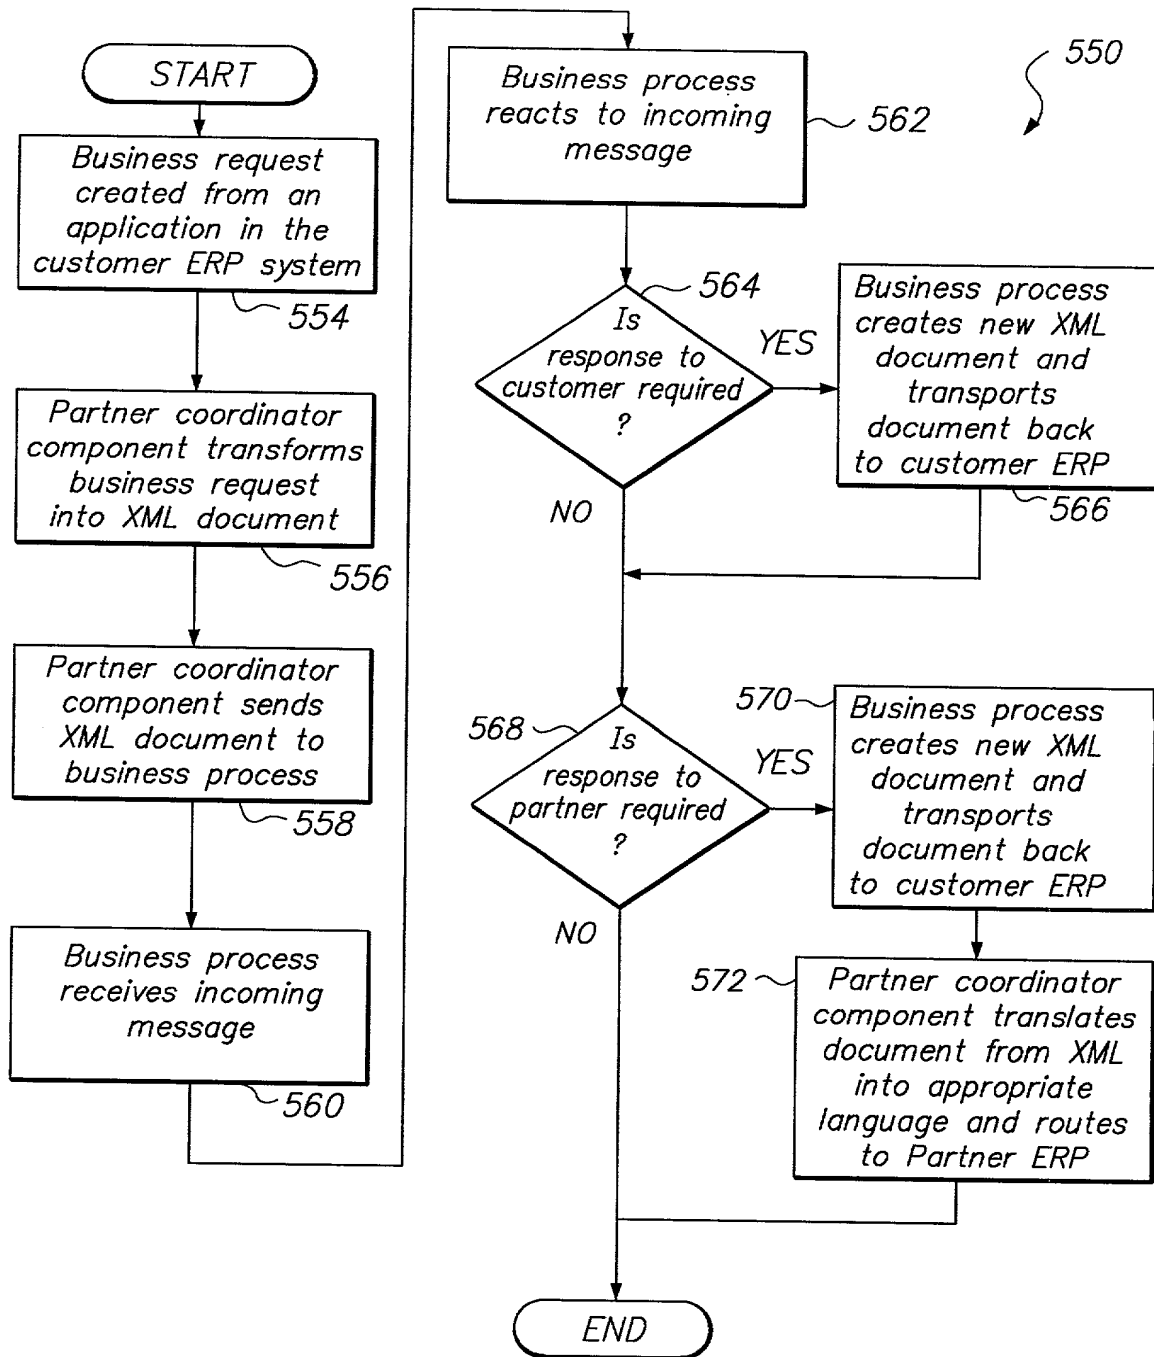 START
Business request
created from an
application in the
customer ERP system
554
Partner coordinator
component transforms
business request
into XML document
556
Partner coordinator
component sends
XML document to
business process
558
Business process
receives incoming
message
560
Business process
reacts to incoming
message
562
550
564
Is
response to
customer required
?
YES
NO
Business process
creates new XML
document and
transports
document back
to customer ERP
566
568
Is
response to
partner required
?
YES
NO
570
Business process
creates new XML
document and
transports
document back
to customer ERP
572
Partner coordinator
component translates
document from XML
into appropriate
language and routes
to Partner ERP
END